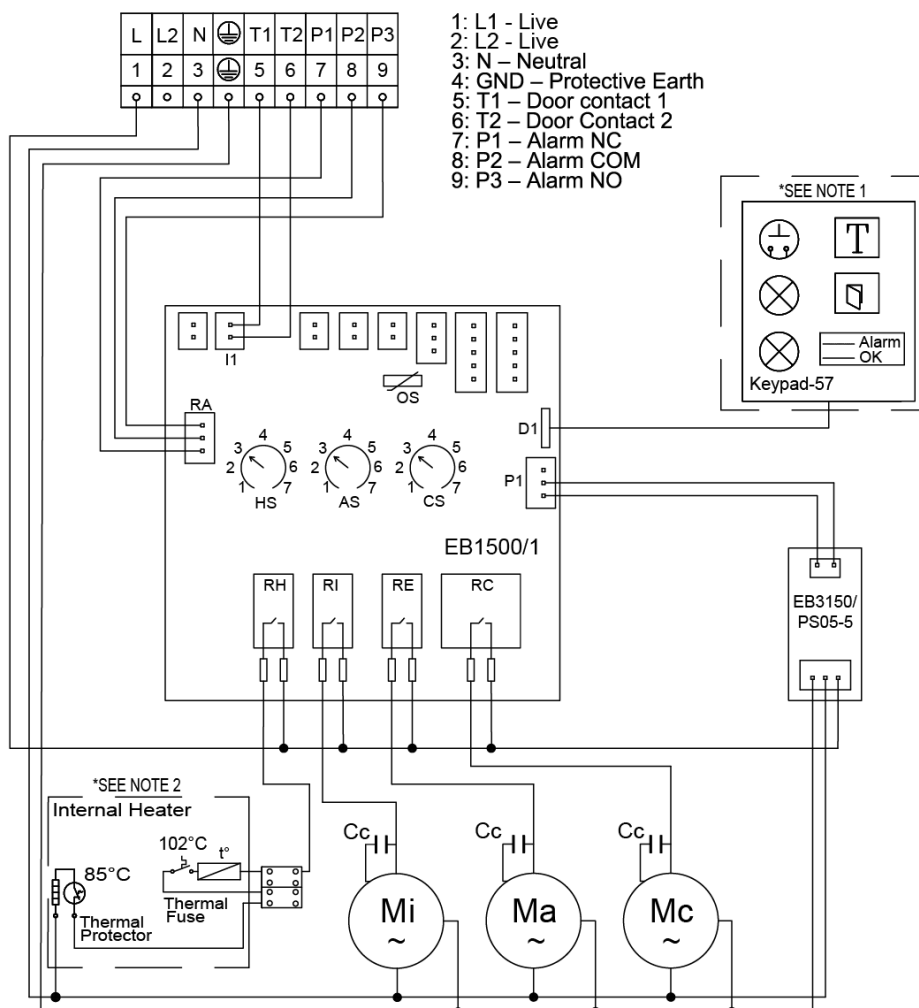 L L2 N T1 T2 P1 P2 P3
1 2 3 5 6 7 8 9
1: L1 - Live
2: L2 - Live
3: N – Neutral
4: GND – Protective Earth
5: T1 – Door contact 1
6: T2 – Door Contact 2
7: P1 – Alarm NC
8: P2 – Alarm COM
9: P3 – Alarm NO
*SEE NOTE 1
T
Alarm
OK
Keypad-57
I1
OS
RA
D1
P1
1 2 3 4 5 6 7
HS
1 2 3 4 5 6 7
AS
1 2 3 4 5 6 7
CS
EB1500/1
RH RI RE RC
EB3150/
PS05-5
*SEE NOTE 2
Internal Heater
102°C
t°
85°C
Thermal
Fuse
Thermal
Protector
Cc
Mi
~
Cc
Ma
~
Cc
Mc
~